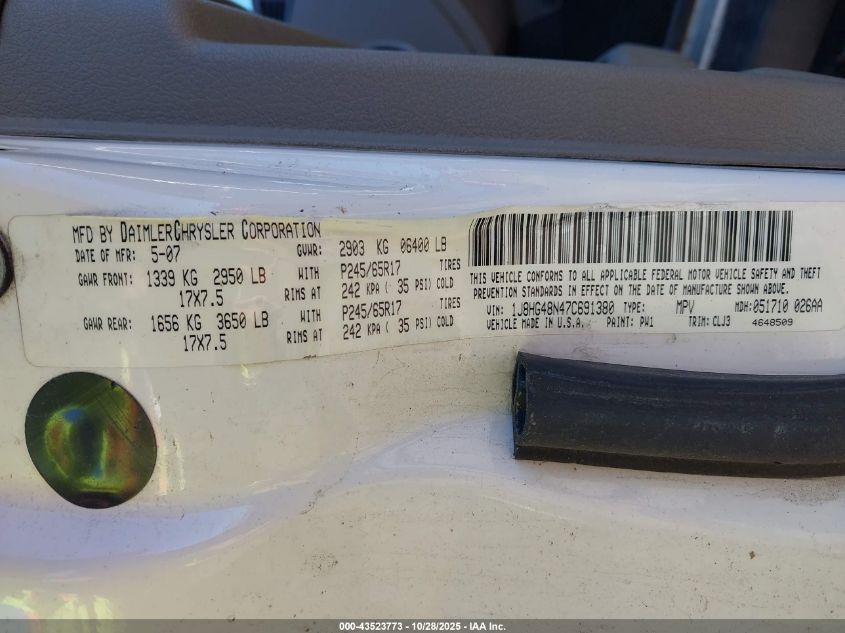 MFD BY DAIMLERCHRYSLER CORPORATION
DATE OF MFR: 5-07 GVWR: 2903 KG 06400 LB
GAWR FRONT: 1339 KG 2950 LB WITH P245/65R17 TIRES
17X7.5 RIMS AT 242 KPA ( 35 PSI) COLD
GAWR REAR: 1656 KG 3650 LB WITH P245/65R17 TIRES
17X7.5 RIMS AT 242 KPA ( 35 PSI) COLD
THIS VEHICLE CONFORMS TO ALL APPLICABLE FEDERAL MOTOR VEHICLE SAFETY AND THEFT
PREVENTION STANDARDS IN EFFECT ON THE DATE OF MANUFACTURE SHOWN ABOVE.
VIN: 1J8HG48N47C691380 TYPE: MPV MDH:051710 026AA
VEHICLE MADE IN U.S.A. PAINT: PW1 TRIM: CLJ3 4648509
000-43523773 - 10/28/2025 - IAA Inc.